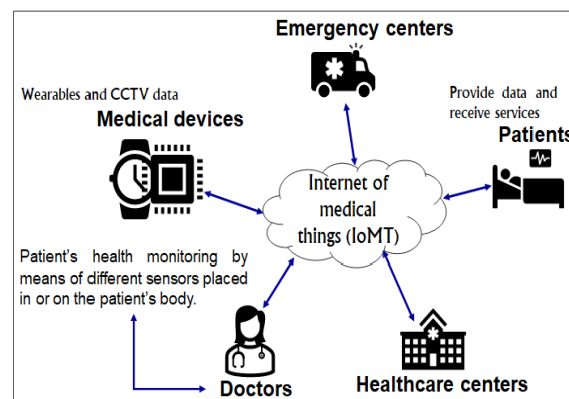 Emergency centers
Wearables and CCTV data
Medical devices
Provide data and
receive services
Patients
Internet of
medical
things (IoMT)
Patient's health monitoring by
means of different sensors placed
in or on the patient's body.
Doctors
Healthcare centers